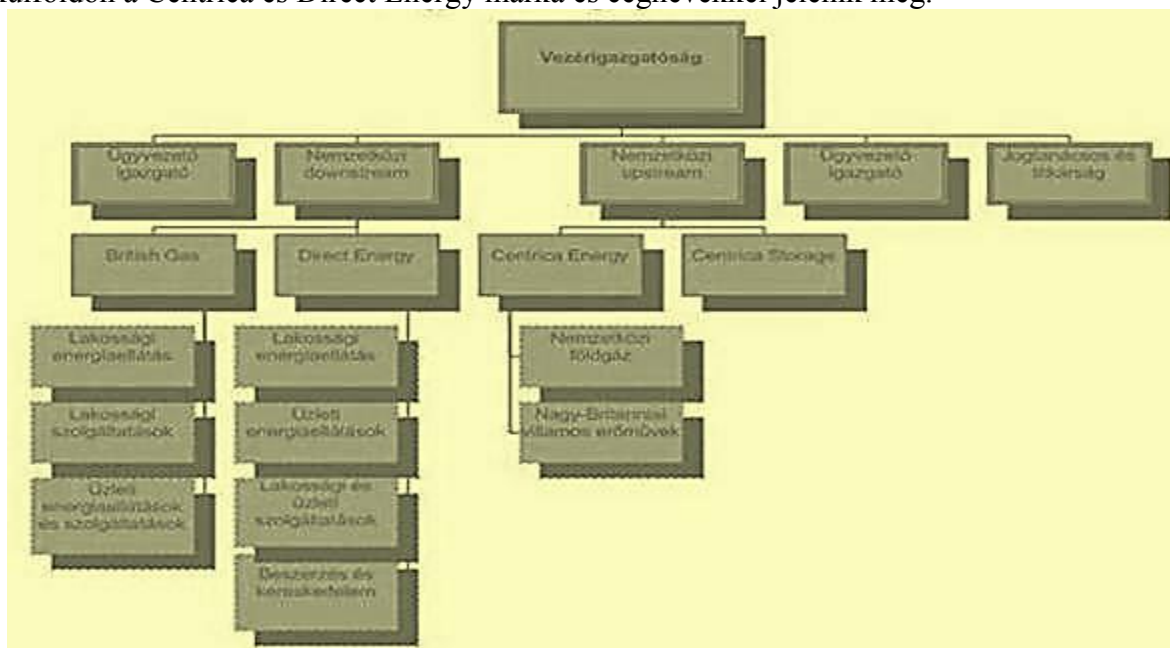 külföldön a Centrica és Direct Energy márka és cégnevekkel jelenik meg.
Vezérigazgatóság
Ügyvezető
igazgató
Nemzetközi
downstream
Nemzetközi
upstream
Ügyvezető
igazgató
Jogtanácsos és
titkárság
British Gas
Direct Energy
Centrica Energy
Centrica Storage
Lakossági
energiaellátás
Lakossági
szolgáltatások
Üzleti
energiaellátások
és szolgáltatások
Lakossági
energiaellátás
Üzleti
energiaellátások
Lakossági és
üzleti
szolgáltatások
Beszerzés és
kereskedelem
Nemzetközi
földgáz
Nagy-Britanniai
villamos erőművek